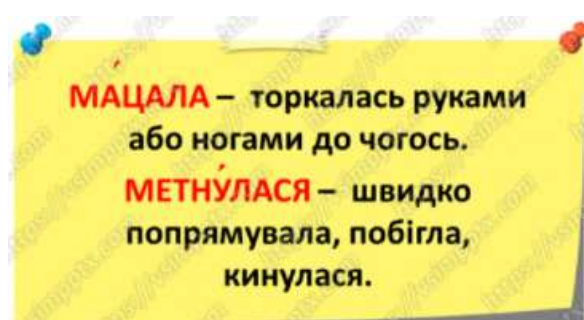 МА́ЦАЛА – торкалась руками
або ногами до чогось.
МЕТНУ́ЛАСЯ – швидко
попрямувала, побігла,
кинулася.